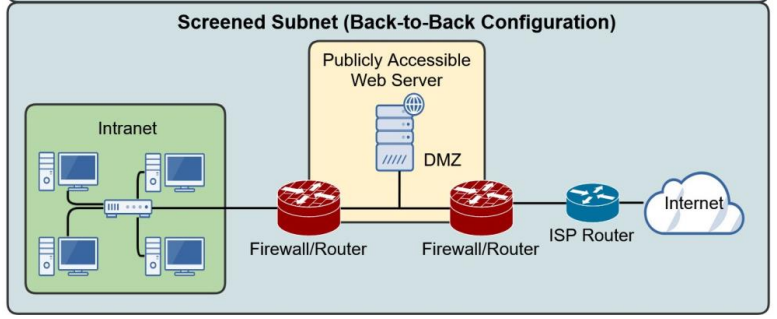 Screened Subnet (Back-to-Back Configuration)
Publicly Accessible
Web Server
Intranet
DMZ
Internet
Firewall/Router
Firewall/Router
ISP Router